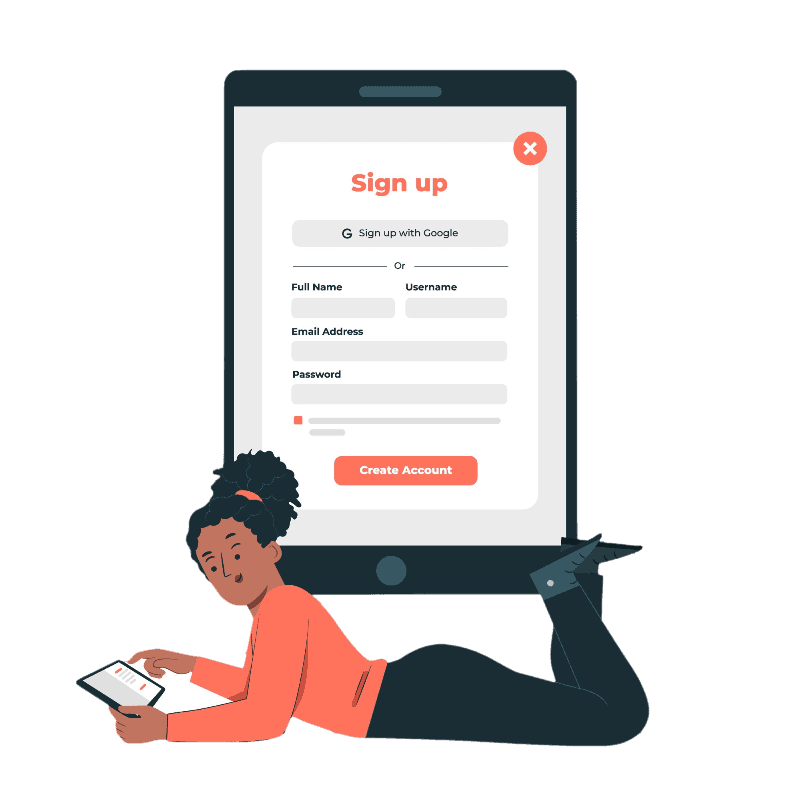 Sign up
G Sign up with Google
Or
Full Name Username
Email Address
Password
Create Account